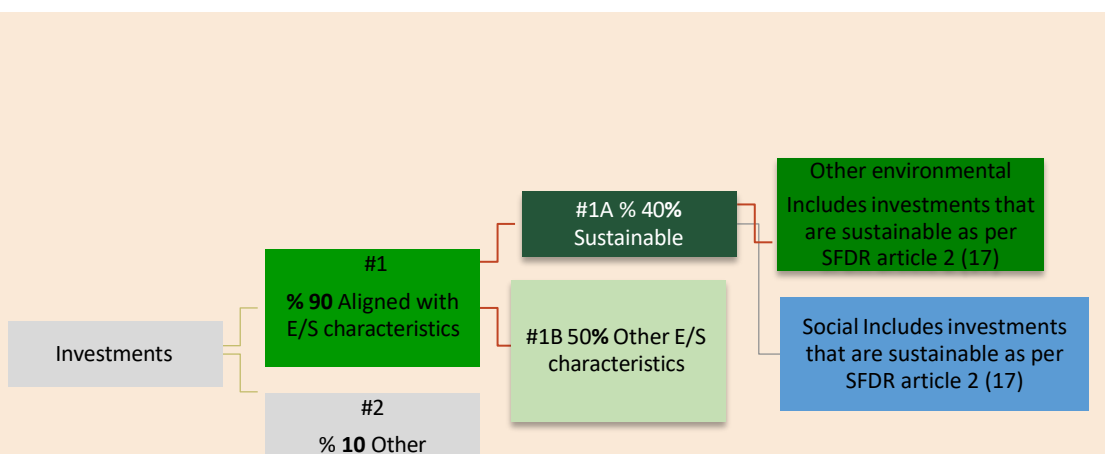 Investments
#1
% 90 Aligned with
E/S characteristics
#2
% 10 Other
#1A % 40%
Sustainable
#1B 50% Other E/S
characteristics
Other environmental
Includes investments that
are sustainable as per
SFDR article 2 (17)
Social Includes investments
that are sustainable as per
SFDR article 2 (17)